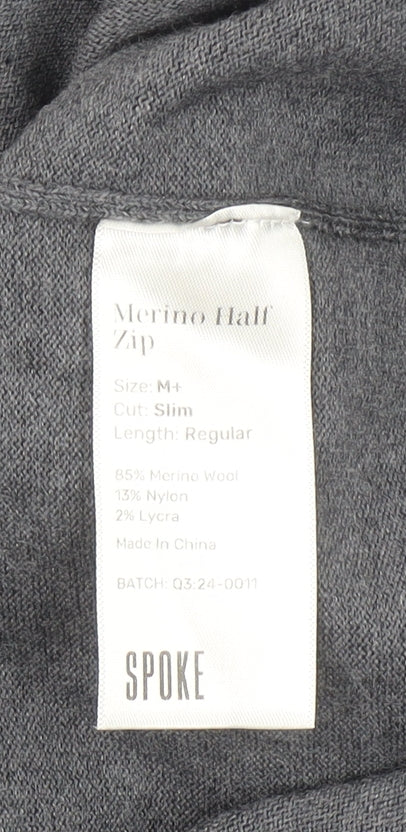 Merino Half
Zip
Size: M+
Cut: Slim
Length: Regular
85% Merino Wool
13% Nylon
2% Lycra
Made In China
BATCH: Q3:24-0011
SPOKE